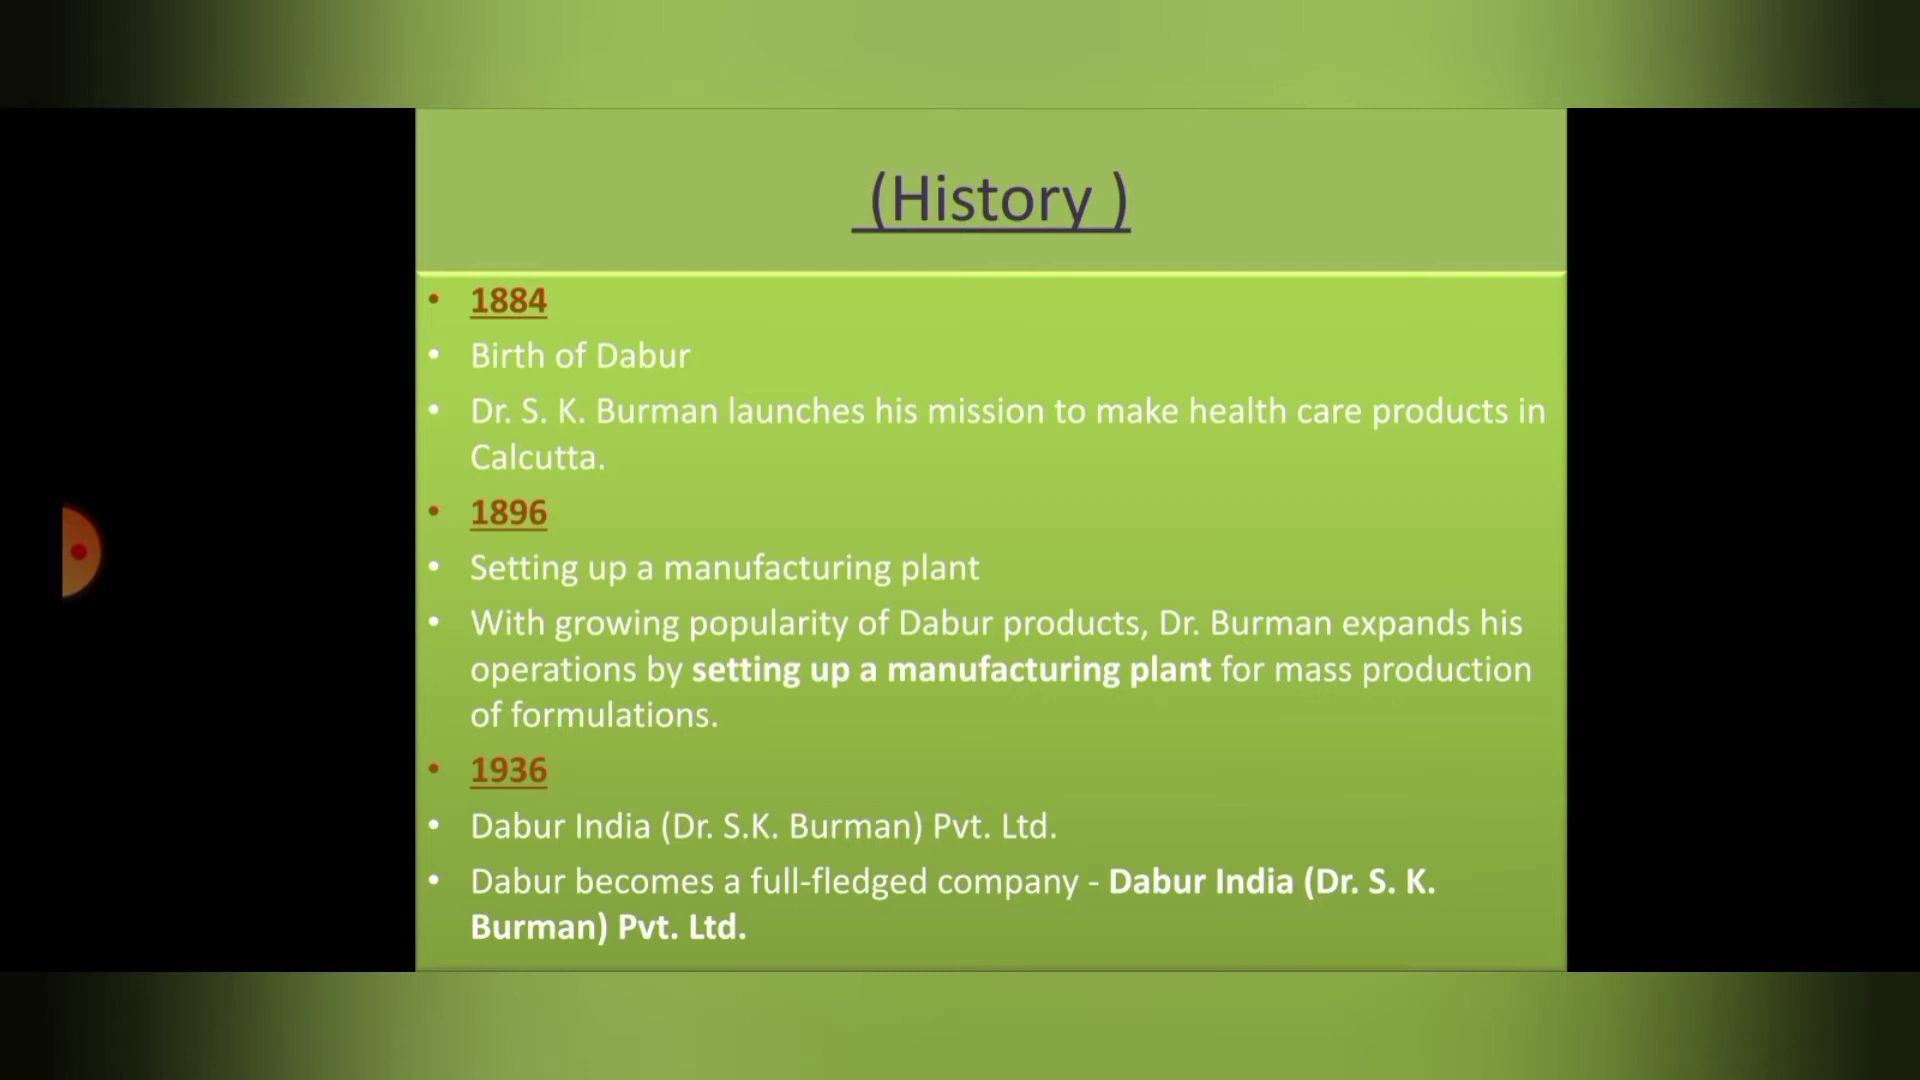 (History )
• 1884
• Birth of Dabur
• Dr. S. K. Burman launches his mission to make health care products in
Calcutta.
• 1896
• Setting up a manufacturing plant
• With growing popularity of Dabur products, Dr. Burman expands his
operations by setting up a manufacturing plant for mass production
of formulations.
• 1936
• Dabur India (Dr. S.K. Burman) Pvt. Ltd.
• Dabur becomes a full-fledged company - Dabur India (Dr. S. K.
Burman) Pvt. Ltd.